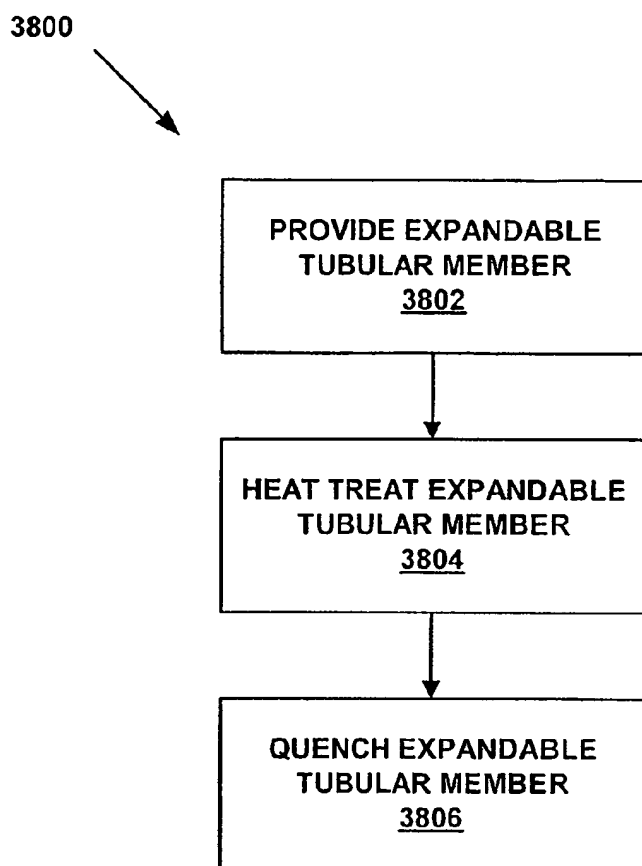 3800
PROVIDE EXPANDABLE
TUBULAR MEMBER
3802
HEAT TREAT EXPANDABLE
TUBULAR MEMBER
3804
QUENCH EXPANDABLE
TUBULAR MEMBER
3806